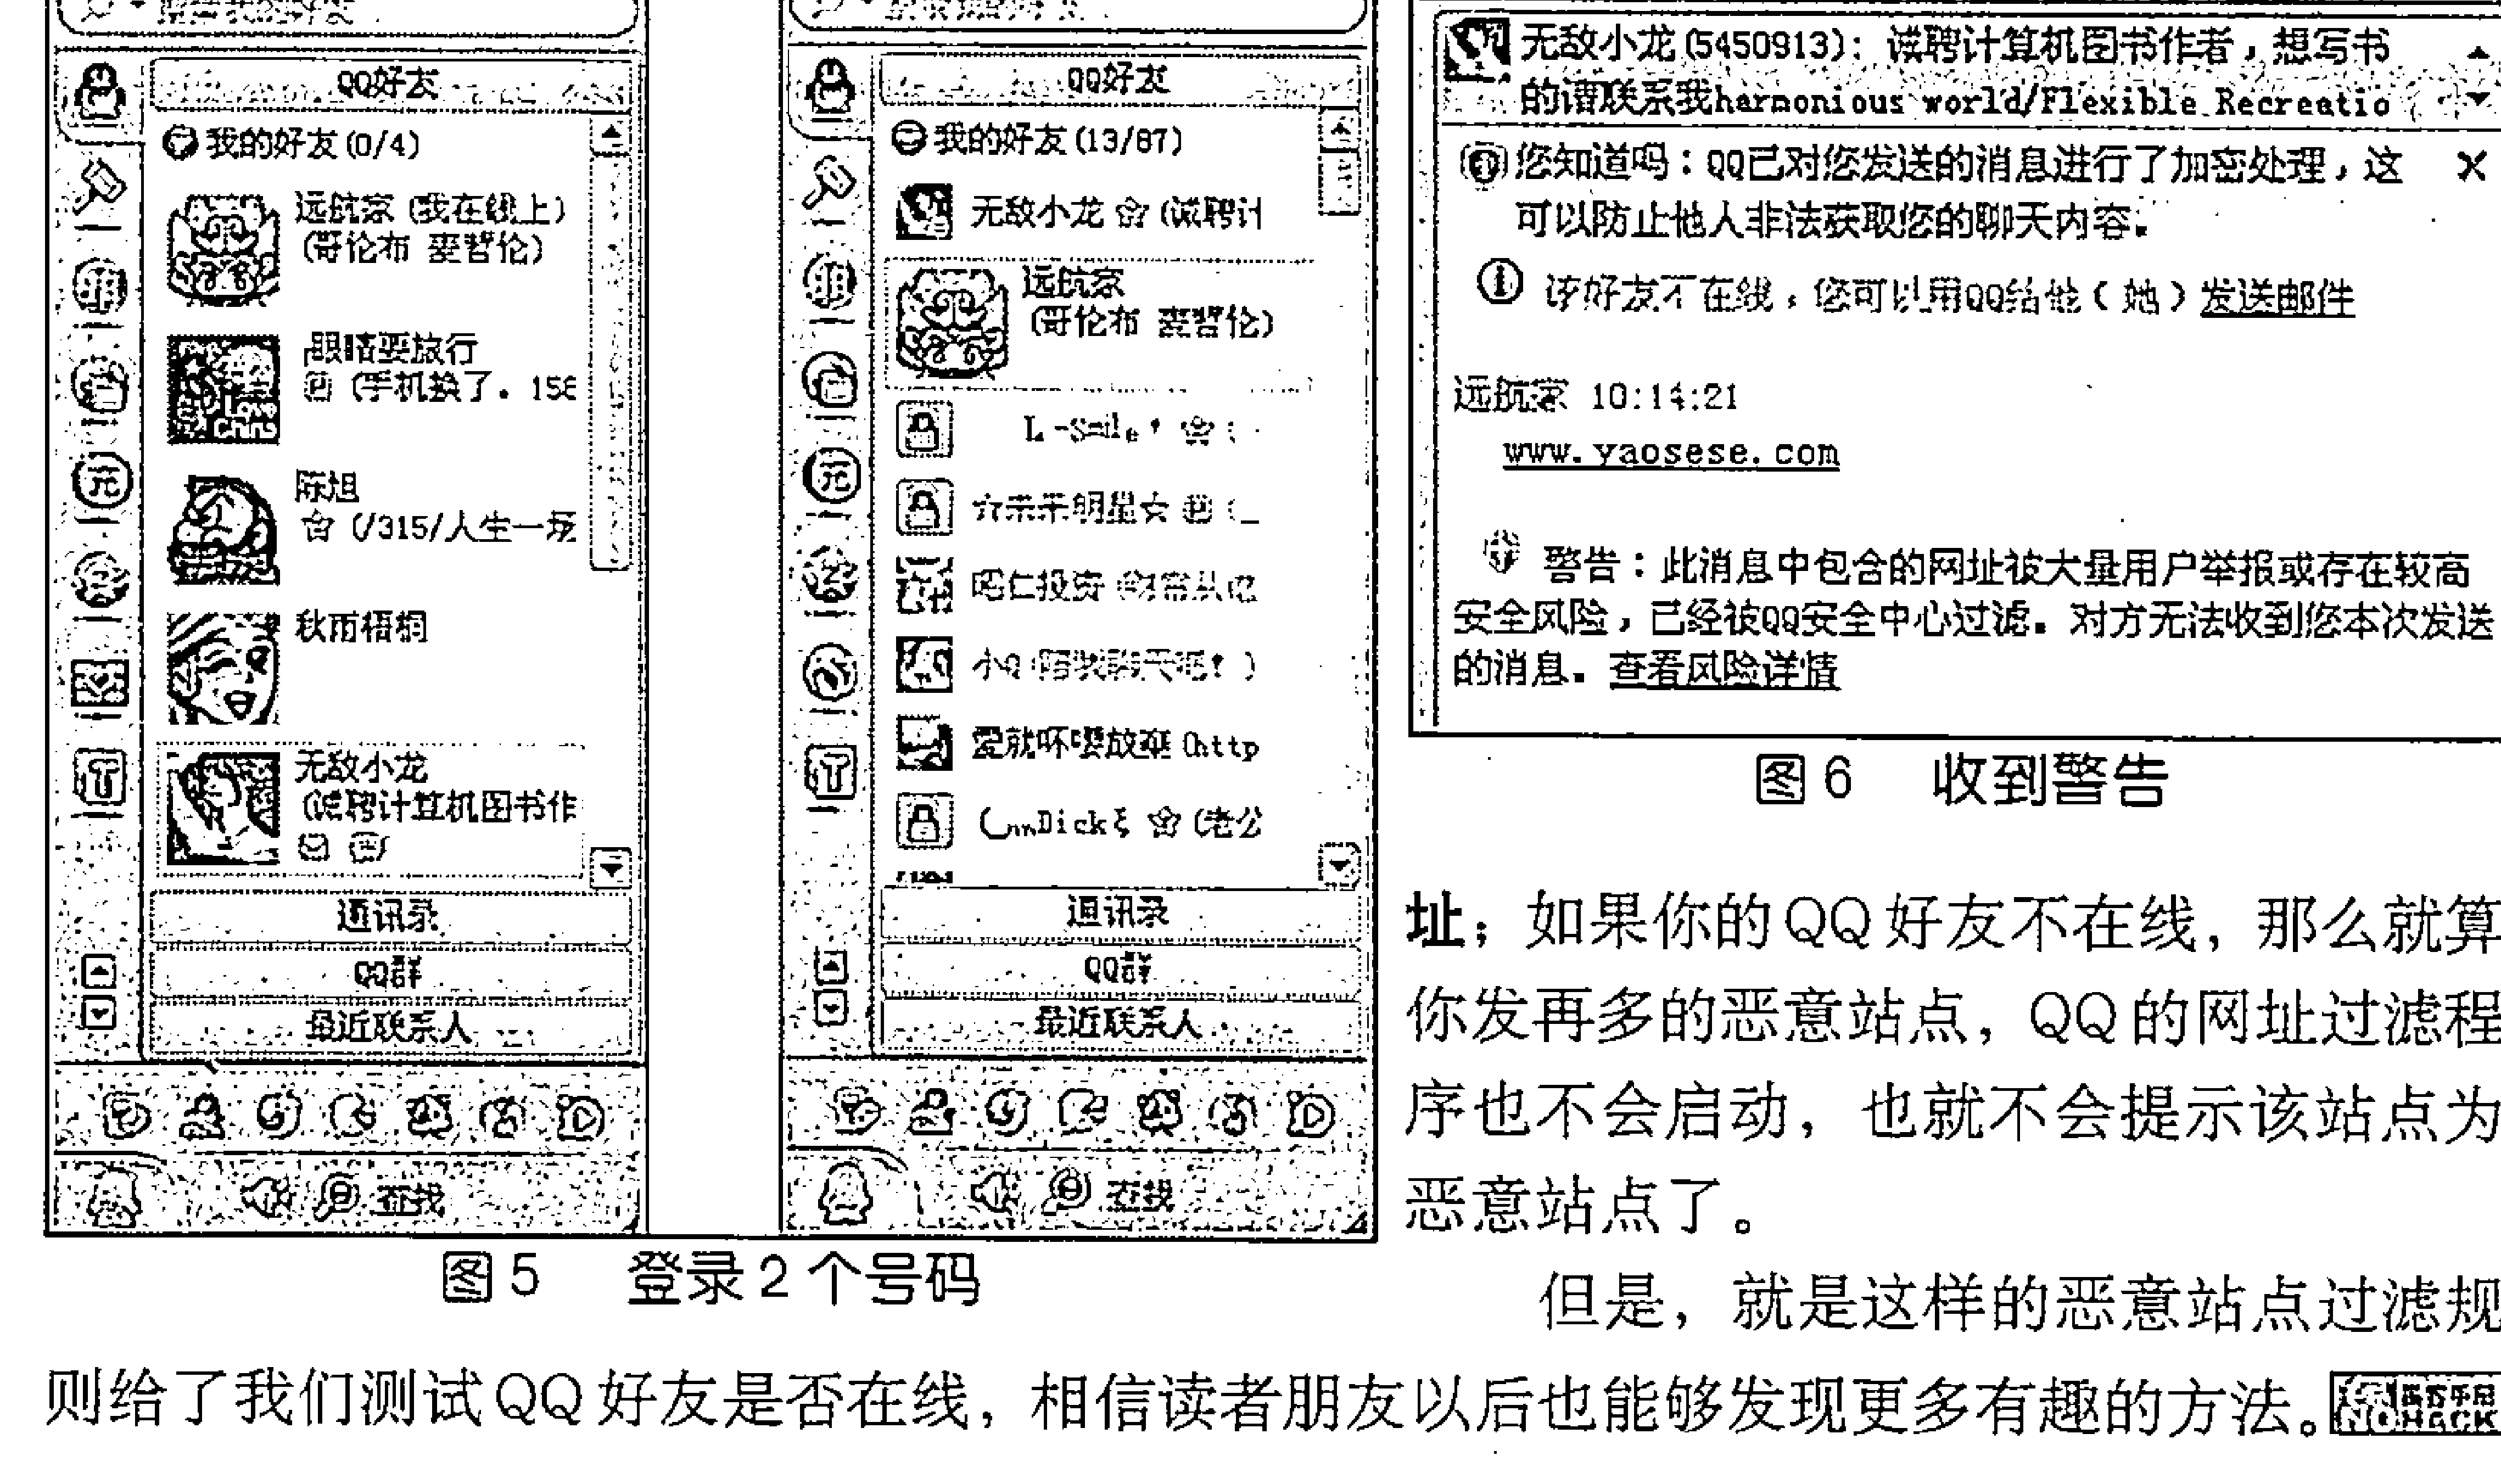 QQ好友
我的好友(0/4)
远航家(我在线上)
(哥伦布 麦哲伦)
眼睛要旅行
(手机换了。158
陈旭
(/315/人生一
秋雨梧桐
无敌小龙
(诚聘计算机图书作
通讯录
QQ群
最近联系人
在线
QQ好友
我的好友(13/87)
无敌小龙 (诚聘计
远航家
(哥伦布 麦哲伦)
通讯录
QQ群
最近联系人
在线
图5 登录2个号码
无敌小龙(5450913): 诚聘计算机图书作者,想写书
的请联系我harmonious world/Flexible Recreatio
您知道吗:QQ已对您发送的消息进行了加密处理,这
可以防止他人非法获取您的聊天内容。
该好友不在线,您可以用QQ给他(她)发送邮件
远航家 10:14:21
www.yaosese.com
警告:此消息中包含的网址被大量用户举报或存在较高
安全风险,已经被QQ安全中心过滤。对方无法收到您本次发送
的消息。查看风险详情
图6 收到警告
址;如果你的QQ好友不在线,那么就算
你发再多的恶意站点,QQ的网址过滤程
序也不会启动,也就不会提示该站点为
恶意站点了。
但是,就是这样的恶意站点过滤规
则给了我们测试QQ好友是否在线,相信读者朋友以后也能够发现更多有趣的方法。